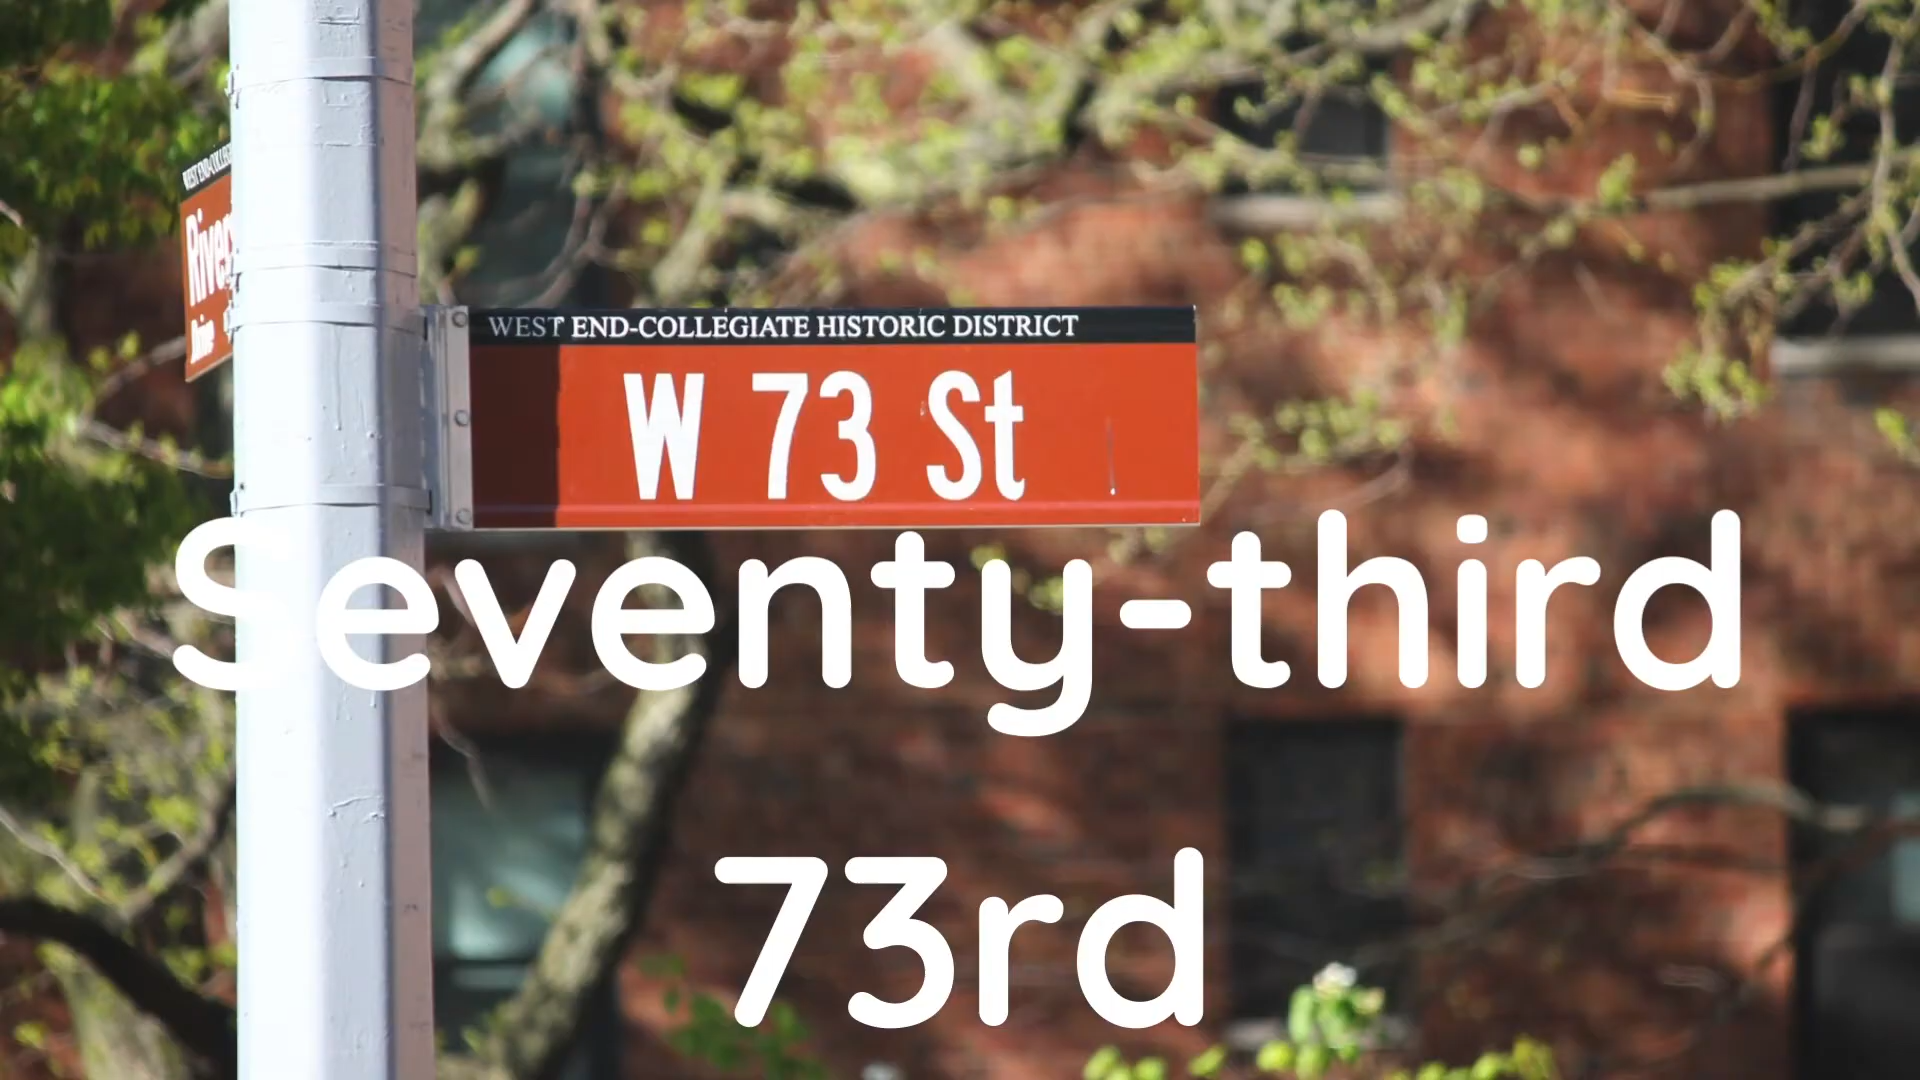 WEST END-COLLEGIATE HISTORIC DISTRICT
W 73 St
Seventy-third
73rd